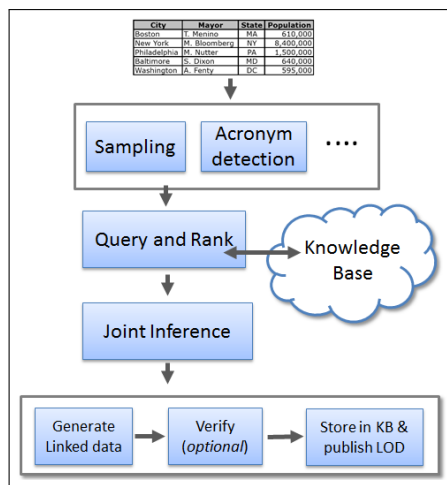 City Mayor State Population
Boston T. Menino MA 610,000
New York M. Bloomberg NY 8,400,000
Philadelphia M. Nutter PA 1,500,000
Baltimore S. Dixon MD 640,000
Washington A. Fenty DC 595,000
Sampling
Acronym
detection
....
Query and Rank
Knowledge
Base
Joint Inference
Generate
Linked data
Verify
(optional)
Store in KB &
publish LOD